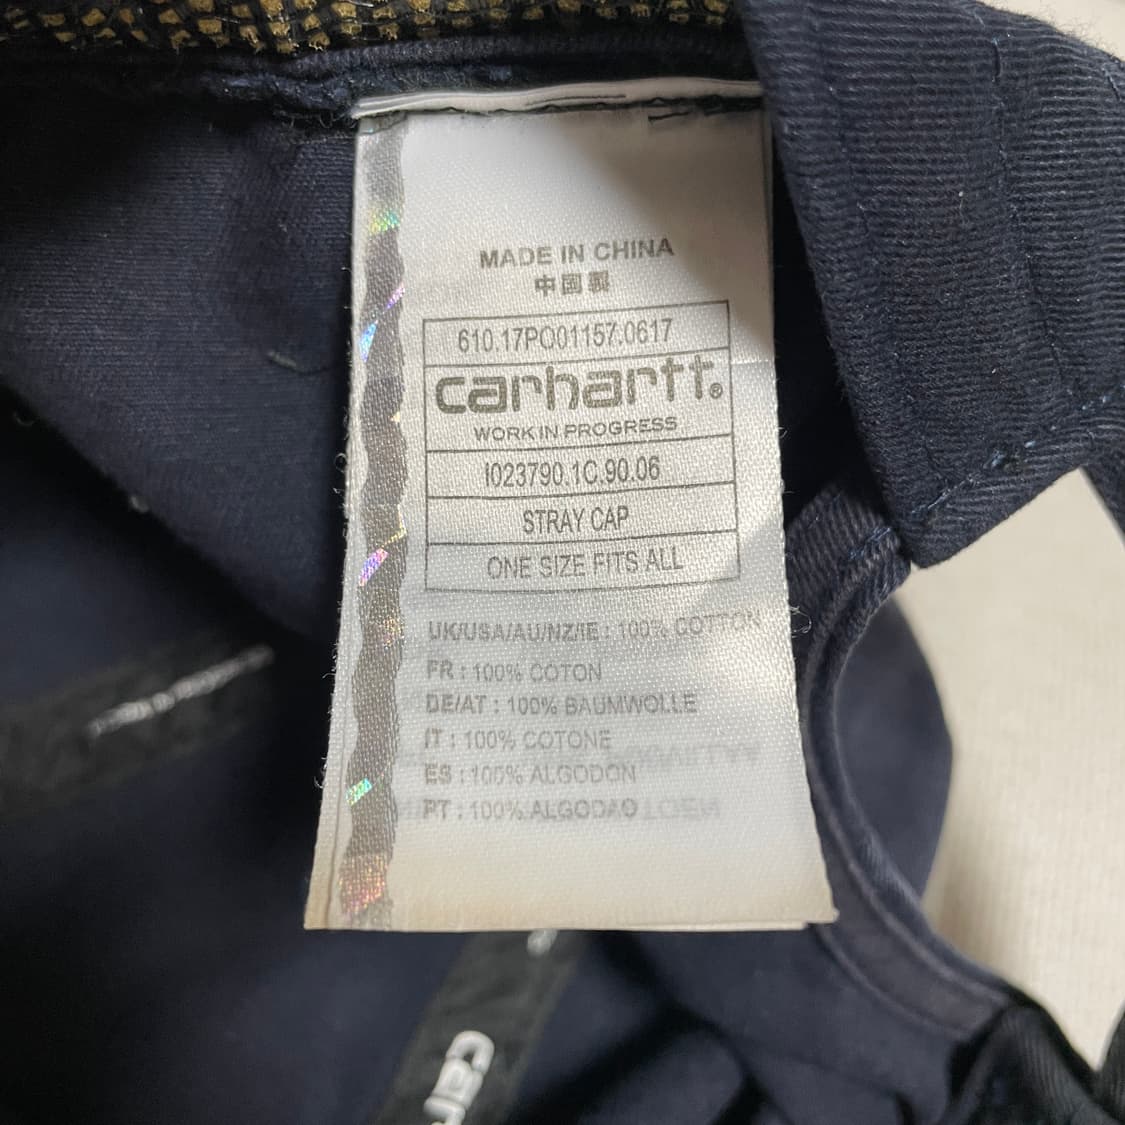 MADE IN CHINA
中國製
610.17PO01157.0617
carhartt®
WORK IN PROGRESS
I023790.1C.90.06
STRAY CAP
ONE SIZE FITS ALL
UK/USA/AU/NZ/IE : 100% COTTON
FR : 100% COTON
DE/AT : 100% BAUMWOLLE
IT : 100% COTONE
ES : 100% ALGODON
PT : 100% ALGODAO
car